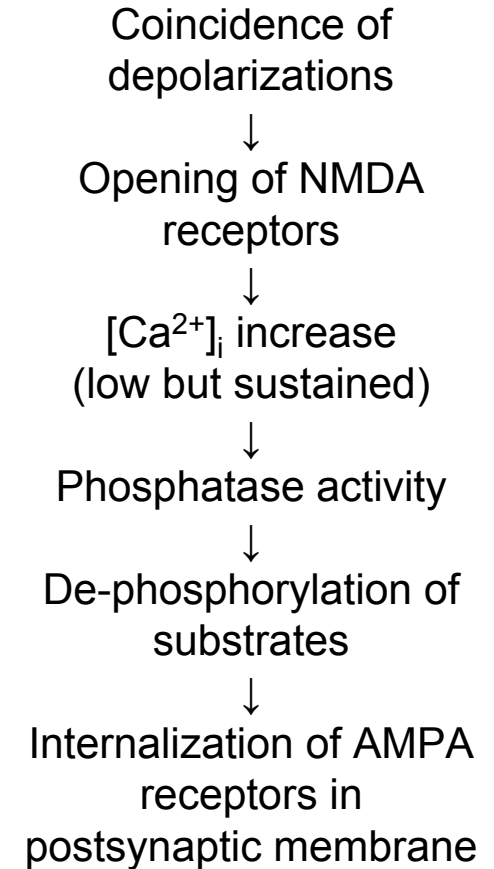 Coincidence of
depolarizations
↓
Opening of NMDA
receptors
↓
[Ca²⁺]ᵢ increase
(low but sustained)
↓
Phosphatase activity
↓
De-phosphorylation of
substrates
↓
Internalization of AMPA
receptors in
postsynaptic membrane